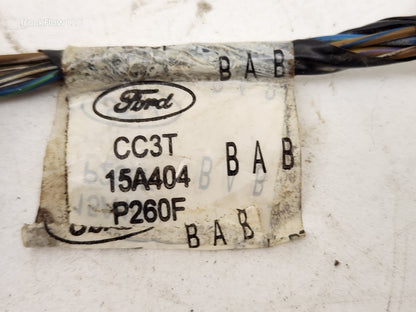 B A B
Ford
CC3T
15A404
P260F
B A B
B A B